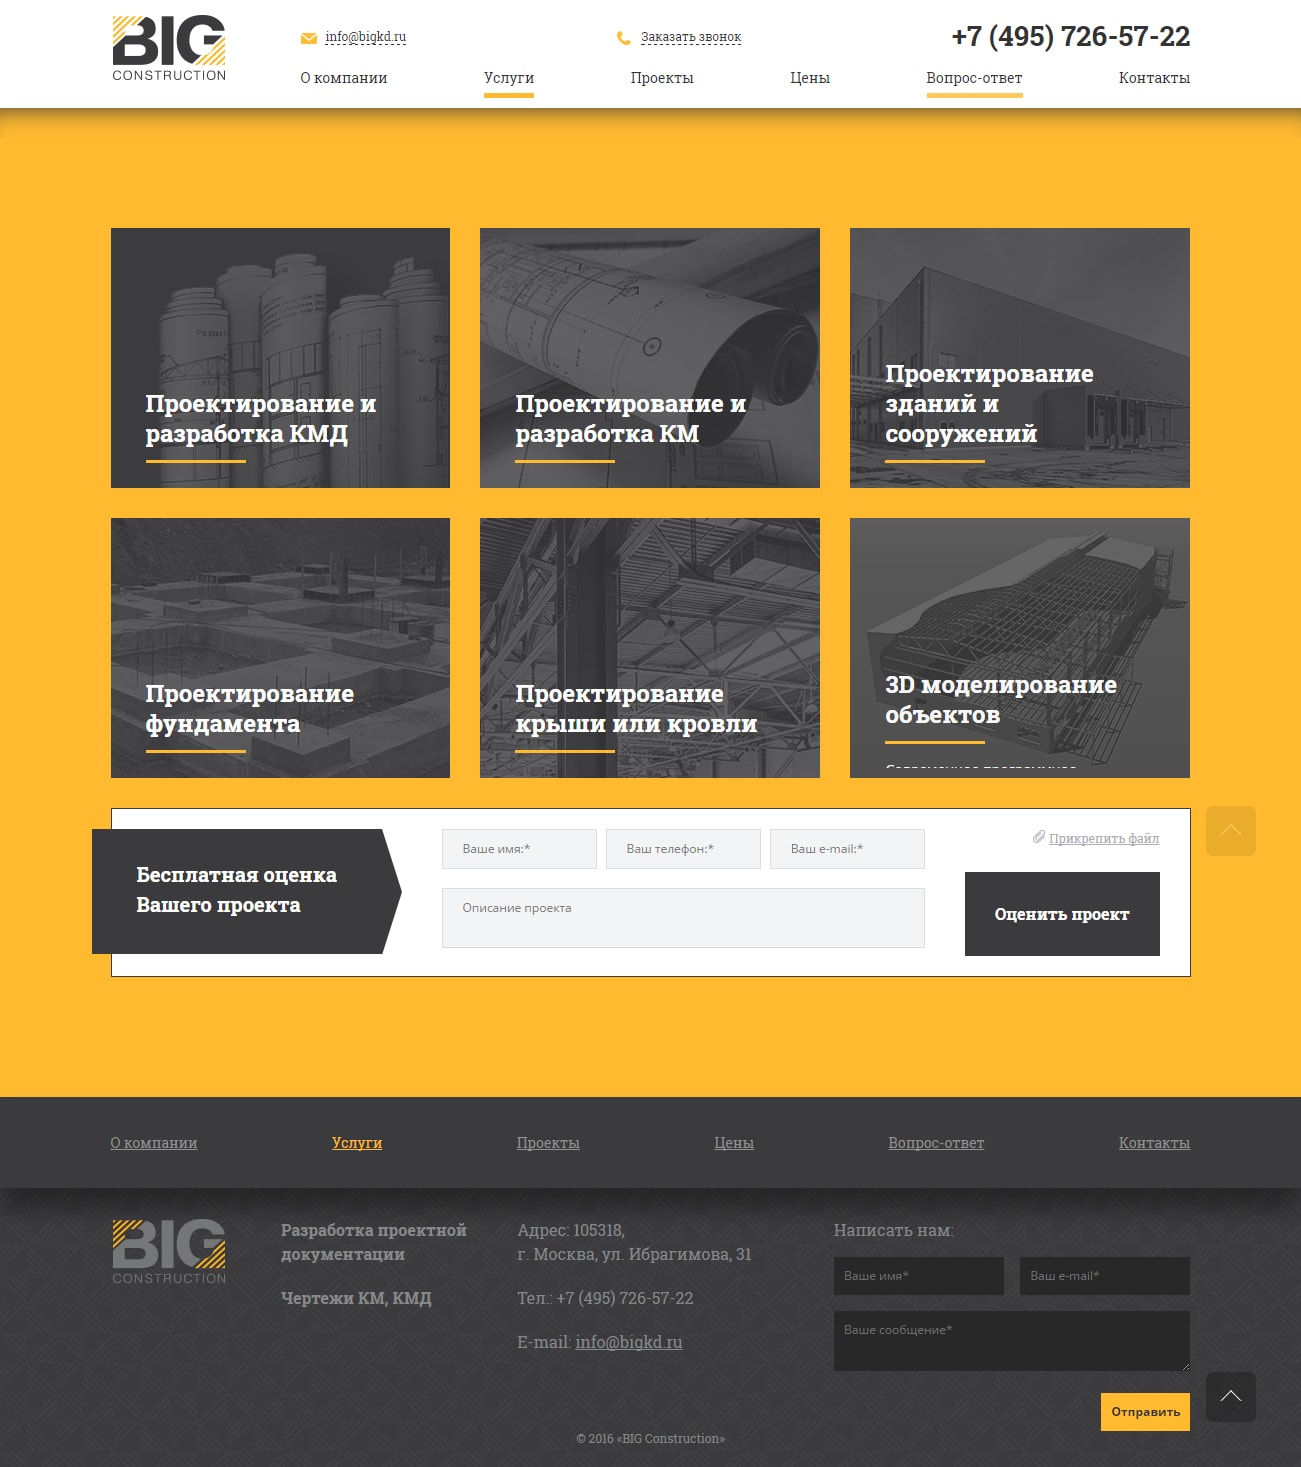 BIG
CONSTRUCTION
info@bigkd.ru
Заказать звонок
+7 (495) 726-57-22
О компании
Услуги
Проекты
Цены
Вопрос-ответ
Контакты
Проектирование и
разработка КМД
Проектирование и
разработка КМ
Проектирование
зданий и
сооружений
Проектирование
фундамента
Проектирование
крыши или кровли
3D моделирование
объектов
Бесплатная оценка
Вашего проекта
Ваше имя:*
Ваш телефон:*
Ваш e-mail:*
Описание проекта
Прикрепить файл
Оценить проект
О компании
Услуги
Проекты
Цены
Вопрос-ответ
Контакты
BIG
CONSTRUCTION
Разработка проектной
документации
Чертежи КМ, КМД
Адрес: 105318,
г. Москва, ул. Ибрагимова, 31
Тел.: +7 (495) 726-57-22
E-mail: info@bigkd.ru
Написать нам:
Ваше имя*
Ваш e-mail*
Ваше сообщение*
Отправить
© 2016 «BIG Construction»